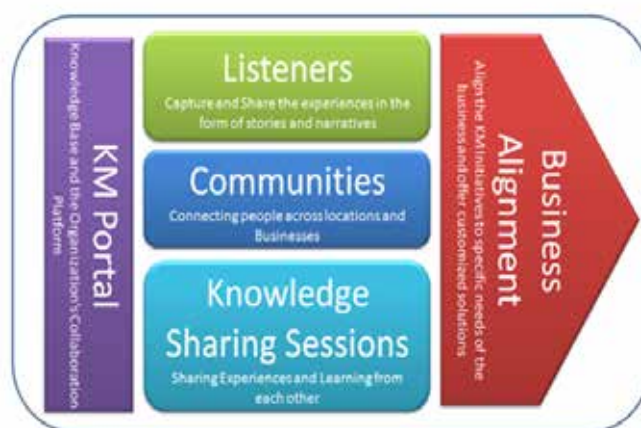 KM Portal
Knowledge Base and the Organization's Collaboration
Platform
Listeners
Capture and Share the experiences in the
form of stories and narratives
Communities
Connecting people across locations and
Businesses
Knowledge
Sharing Sessions
Sharing Experiences and Learning from
each other
Business
Alignment
Align the KM Initiatives to specific needs of the
business and offer customized solutions